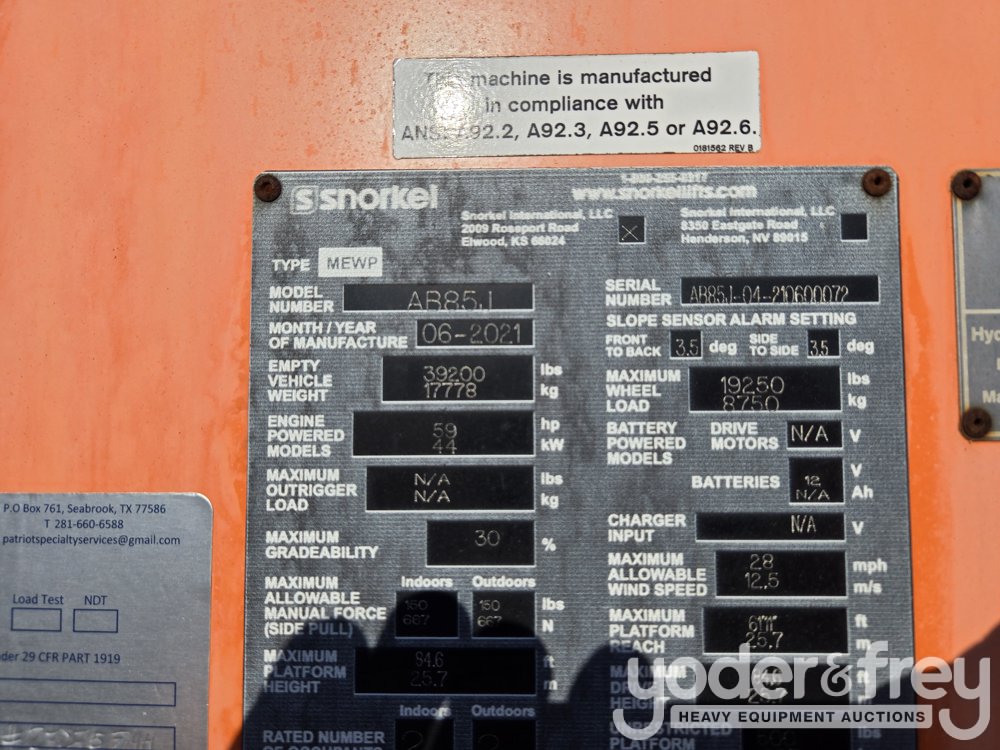 This machine is manufactured
in compliance with
ANSI A92.2, A92.3, A92.5 or A92.6.
0181562 REV B
snorkel
www.snorkellifts.com
Snorkel International, LLC
2009 Rossport Road
Elwood, KS 66024
Snorkel International, LLC
8350 Eastgate Road
Henderson, NV 89015
TYPE MEWP
MODEL NUMBER AB85J
MONTH / YEAR OF MANUFACTURE 06-2021
EMPTY VEHICLE WEIGHT 39200 lbs
17778 kg
ENGINE POWERED MODELS 59 hp
44 kW
MAXIMUM OUTRIGGER LOAD N/A lbs
N/A kg
MAXIMUM GRADEABILITY 30 %
Indoors Outdoors
MAXIMUM ALLOWABLE MANUAL FORCE (SIDE PULL) 150 150 lbs
667 667 N
MAXIMUM PLATFORM HEIGHT 84.6 ft
25.7 m
Indoors Outdoors
RATED NUMBER
OF OCCUPANTS 2 2
SERIAL NUMBER AB85J-04-210600072
SLOPE SENSOR ALARM SETTING
FRONT TO BACK 3.5 deg SIDE TO SIDE 3.5 deg
MAXIMUM WHEEL LOAD 19250 lbs
8750 kg
BATTERY POWERED MODELS DRIVE MOTORS N/A V
BATTERIES 12 V
N/A Ah
CHARGER INPUT N/A V
MAXIMUM ALLOWABLE WIND SPEED 28 mph
12.5 m/s
MAXIMUM PLATFORM REACH ft
25.7 m
MAXIMUM
P.O Box 761, Seabrook, TX 77586
T 281-660-6588
patriotspecialtyservices@gmail.com
Load Test NDT
29 CFR PART 1919
yoder&frey
HEAVY EQUIPMENT AUCTIONS